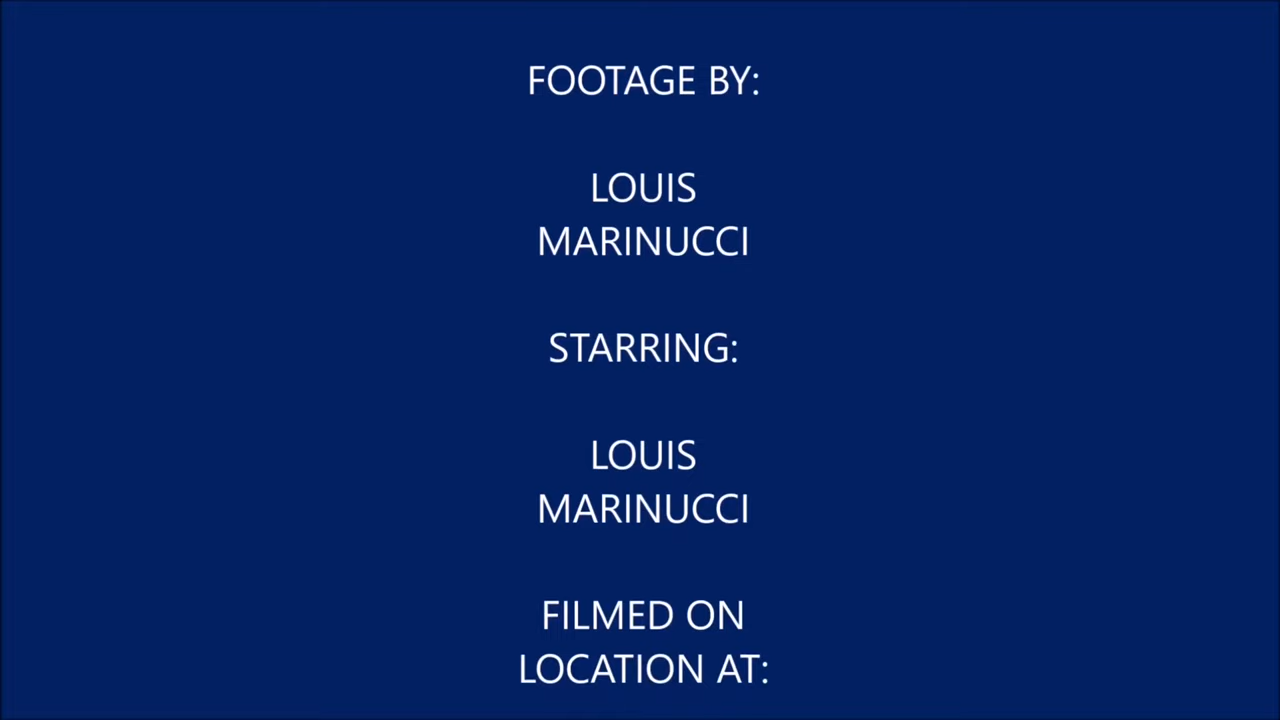 FOOTAGE BY:
LOUIS
MARINUCCI
STARRING:
LOUIS
MARINUCCI
FILMED ON
LOCATION AT: